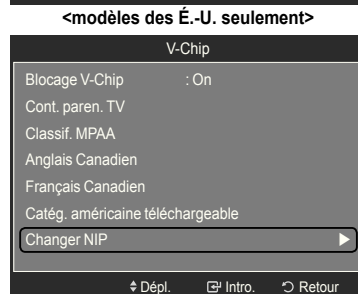 <modèles des É.-U. seulement>
V-Chip
Blocage V-Chip : On
Cont. paren. TV
Classif. MPAA
Anglais Canadien
Français Canadien
Catég. américaine téléchargeable
Changer NIP
Dépl. Intro. Retour